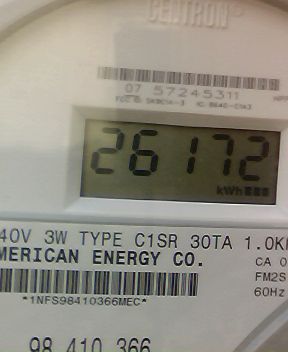 CENTRON®
07 57245311
26172
kWh
40V 3W TYPE C1SR 30TA 1.0K
MERICAN ENERGY CO.
CA 0
FM2S
60Hz
*1NFS98410366MEC*
98 410 366